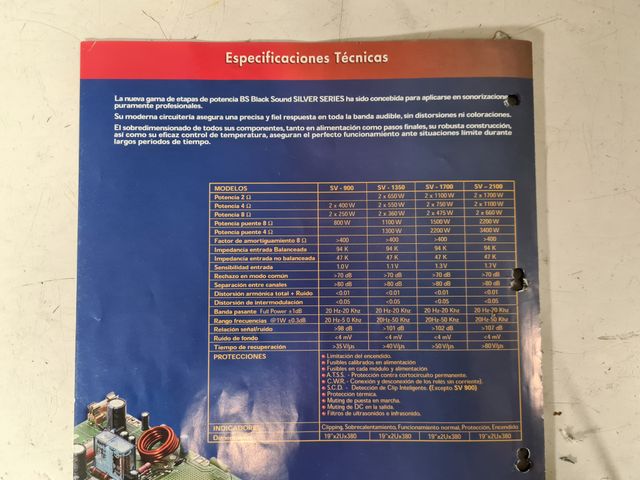 Especificaciones Técnicas
La nueva gama de etapas de potencia BS Black Sound SILVER SERIES ha sido concebida para aplicarse en sonorizaciones
puramente profesionales.
Su moderna circuiteria asegura una precisa y fiel respuesta en toda la banda audible, sin distorsiones ni coloraciones.
El sobredimensionado de todos sus componentes, tanto en alimentación como pasos finales, su robusta construcción,
así como su eficaz control de temperatura, aseguran el perfecto funcionamiento ante situaciones límite durante
largos periodos de tiempo.
MODELOS SV - 900 SV - 1350 SV - 1700 SV - 2100
Potencia 2 Ω 2 x 650 W 2 x 1100 W 2 x 1700 W
Potencia 4 Ω 2 x 400 W 2 x 550 W 2 x 750 W 2 x 1100 W
Potencia 8 Ω 2 x 250 W 2 x 360 W 2 x 475 W 2 x 660 W
Potencia puente 8 Ω 800 W 1100 W 1500 W 2200 W
Potencia puente 4 Ω 1300 W 2200 W 3400 W
Factor de amortiguamiento 8 Ω >400 >400 >400 >400
Impedancia entrada Balanceada 94 K 94 K 94 K 94 K
Impedancia entrada no balanceada 47 K 47 K 47 K 47 K
Sensibilidad entrada 1.0 V 1.1 V 1.3 V 1.7 V
Rechazo en modo común >70 dB >70 dB >70 dB >70 dB
Separación entre canales >80 dB >80 dB >80 dB >80 dB
Distorsión armónica total + Ruido <0.01 <0.01 <0.01 <0.01
Distorsión de intermodulación <0.05 <0.05 <0.05 <0.05
Banda pasante Full Power ±1dB 20 Hz-20 Khz 20 Hz-20 Khz 20 Hz-20 Khz 20 Hz-20 Khz
Rango frecuencias @1W ±0.3dB 20Hz-5 0 Khz 20Hz-50 Khz 20Hz-50 Khz 20Hz-50 Khz
Relación señal/ruido >98 dB >101 dB >102 dB >107 dB
Ruido de fondo <4 mV <4 mV <4 mV <4 mV
Tiempo de recuperación >35 V/µs >40 V/µs >50 V/µs >60 V/µs
PROTECCIONES Limitación del encendido.
Fusibles calibrados en alimentación
Fusibles en cada módulo y alimentación
A.T.S.S. - Protección contra cortocircuito permanente.
C.W.R. - Conexión y desconexión de los relés sin corriente).
S.C.D. - Detección de Clip Inteligente. (Excepto SV 900)
Protección térmica.
Muting de puesta en marcha.
Muting de DC en la salida.
Filtros de ultrasonidos e infrasonido.
INDICADORES Clipping, Sobrecalentamiento, Funcionamiento normal, Protección, Encendido
19"x2Ux380 19"x2Ux380 19"x2Ux380 19"x2Ux380